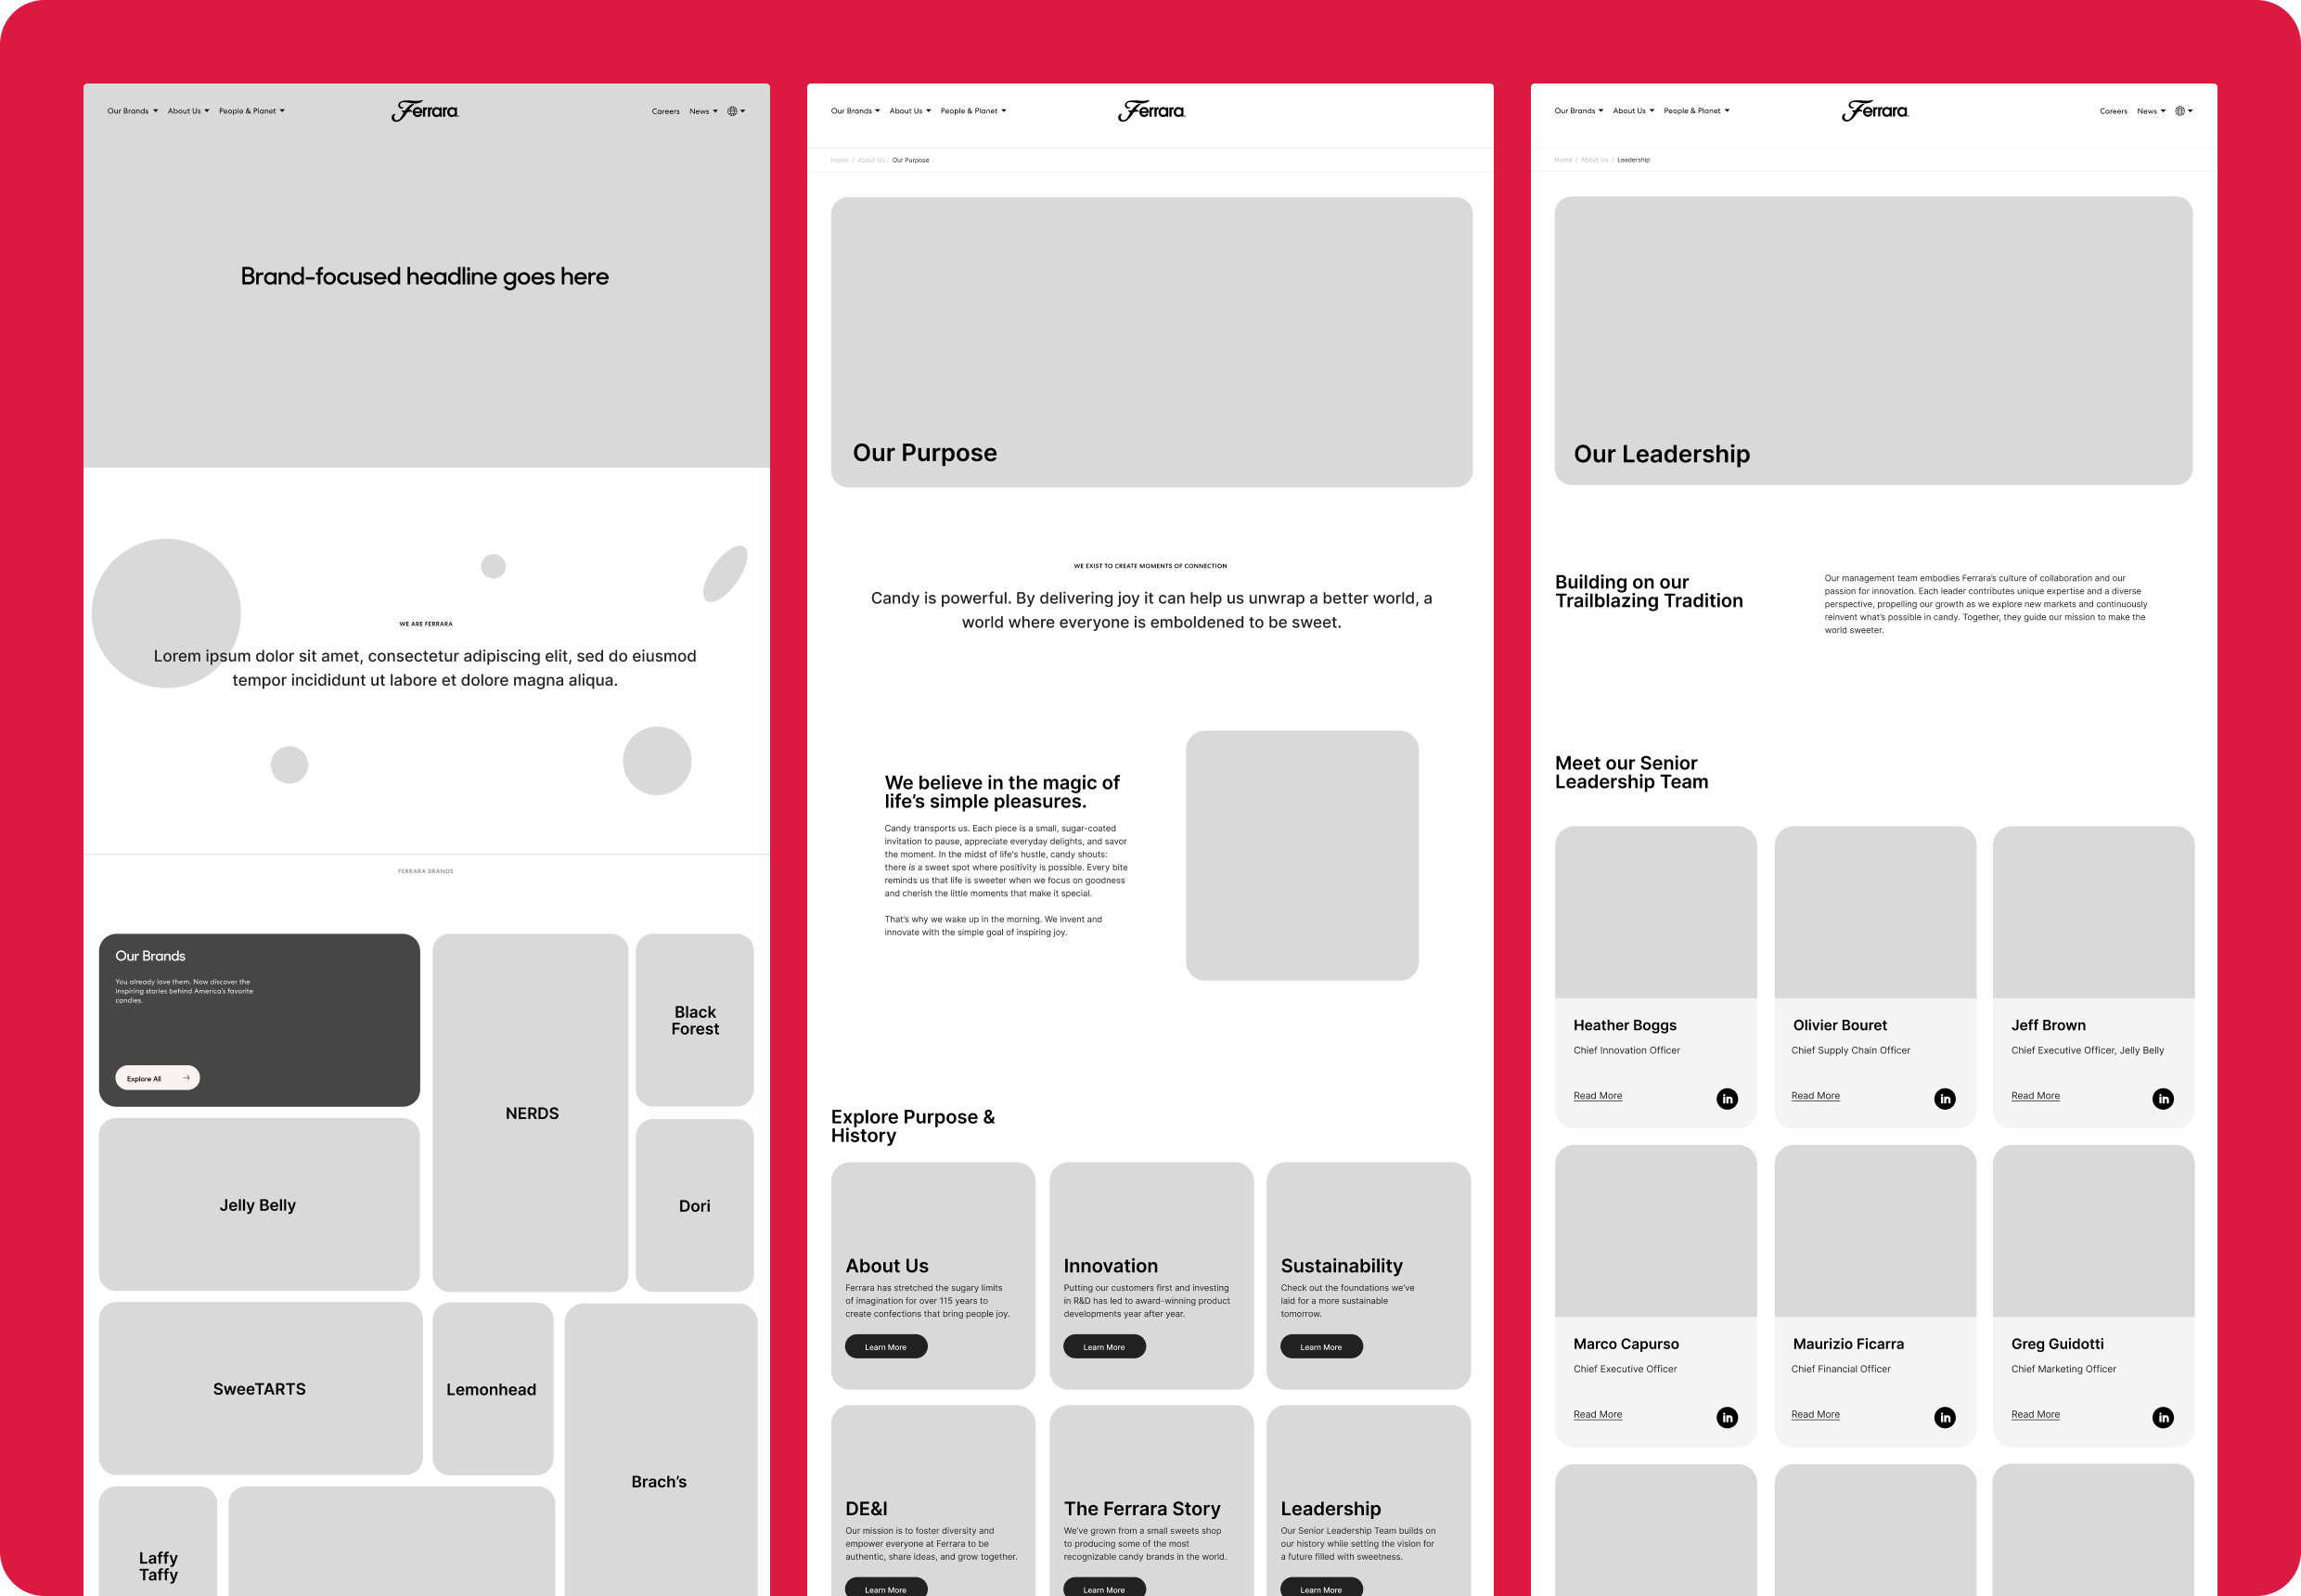 Our Brands About Us People & Planet Ferrara Careers News
Brand-focused headline goes here
WE ARE FERRARA
Lorem ipsum dolor sit amet, consectetur adipiscing elit, sed do eiusmod
tempor incididunt ut labore et dolore magna aliqua.
FERRARA BRANDS
Our Brands
You already love them. Now discover the
inspiring stories behind America's favorite
candies.
Explore All →
NERDS
Black
Forest
Jelly Belly
Dori
SweeTARTS
Lemonhead
Brach's
Laffy
Taffy
Our Brands About Us People & Planet Ferrara
Home / About Us / Our Purpose
Our Purpose
WE EXIST TO CREATE MOMENTS OF CONNECTION
Candy is powerful. By delivering joy it can help us unwrap a better world, a
world where everyone is emboldened to be sweet.
We believe in the magic of
life's simple pleasures.
Candy transports us. Each piece is a small, sugar-coated
invitation to pause, appreciate everyday delights, and savor
the moment. In the midst of life's hustle, candy shouts:
there is a sweet spot where positivity is possible. Every bite
reminds us that life is sweeter when we focus on goodness
and cherish the little moments that make it special.
That's why we wake up in the morning. We invent and
innovate with the simple goal of inspiring joy.
Explore Purpose &
History
About Us
Ferrara has stretched the sugary limits
of imagination for over 115 years to
create confections that bring people joy.
Learn More
Innovation
Putting our customers first and investing
in R&D has led to award-winning product
developments year after year.
Learn More
Sustainability
Check out the foundations we've
laid for a more sustainable
tomorrow.
Learn More
DE&I
Our mission is to foster diversity and
empower everyone at Ferrara to be
authentic, share ideas, and grow together.
Learn More
The Ferrara Story
We've grown from a small sweets shop
to producing some of the most
recognizable candy brands in the world.
Learn More
Leadership
Our Senior Leadership Team builds on
our history while setting the vision for
a future filled with sweetness.
Learn More
Our Brands About Us People & Planet Ferrara Careers News
Home / About Us / Leadership
Our Leadership
Building on our
Trailblazing Tradition
Our management team embodies Ferrara's culture of collaboration and our
passion for innovation. Each leader contributes unique expertise and a diverse
perspective, propelling our growth as we explore new markets and continuously
reinvent what's possible in candy. Together, they guide our mission to make the
world sweeter.
Meet our Senior
Leadership Team
Heather Boggs
Chief Innovation Officer
Read More in
Olivier Bouret
Chief Supply Chain Officer
Read More in
Jeff Brown
Chief Executive Officer, Jelly Belly
Read More in
Marco Capurso
Chief Executive Officer
Read More in
Maurizio Ficarra
Chief Financial Officer
Read More in
Greg Guidotti
Chief Marketing Officer
Read More in